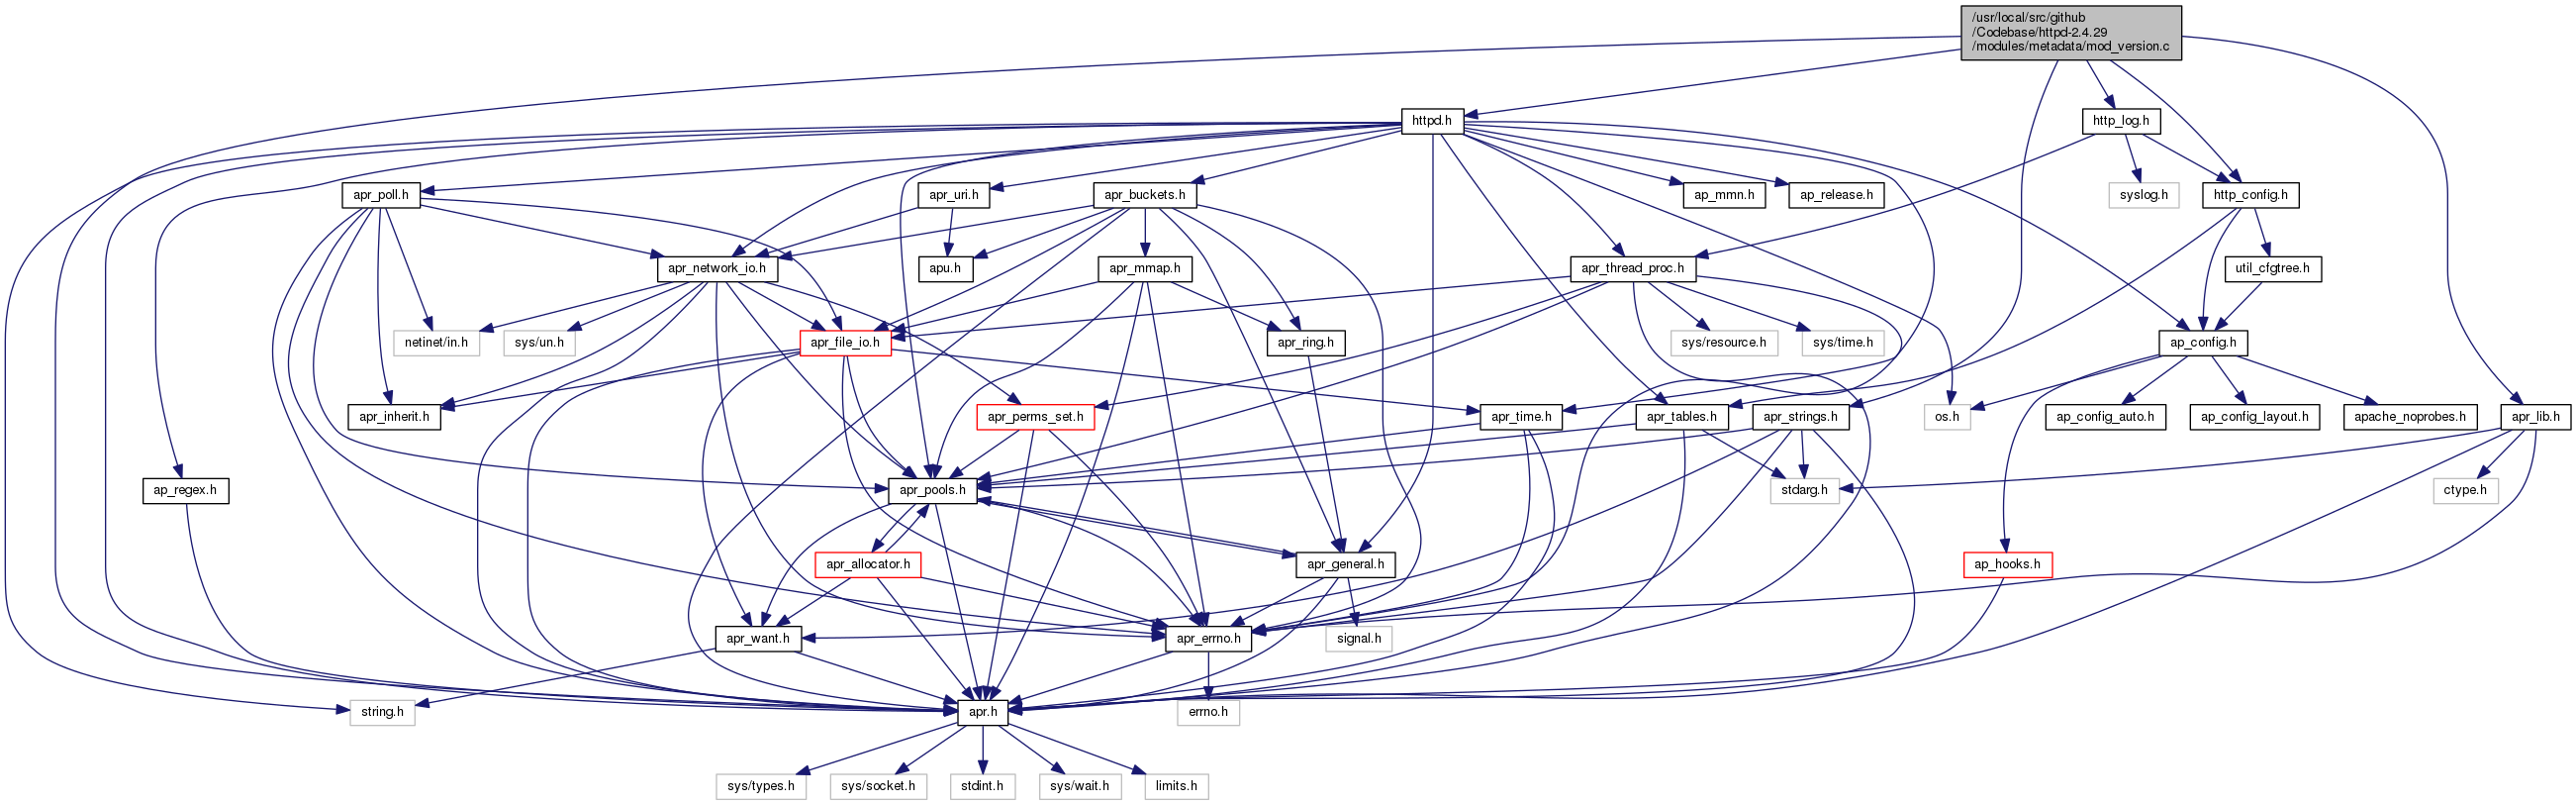 /usr/local/src/github
/Codebase/httpd-2.4.29
/modules/metadata/mod_version.c
httpd.h
http_log.h
apr_poll.h
apr_uri.h
apr_buckets.h
ap_mmn.h
ap_release.h
syslog.h
http_config.h
apr_network_io.h
apu.h
apr_mmap.h
apr_thread_proc.h
util_cfgtree.h
netinet/in.h
sys/un.h
apr_file_io.h
apr_ring.h
sys/resource.h
sys/time.h
ap_config.h
apr_inherit.h
apr_perms_set.h
apr_time.h
apr_tables.h
apr_strings.h
os.h
ap_config_auto.h
ap_config_layout.h
apache_noprobes.h
apr_lib.h
ap_regex.h
apr_pools.h
stdarg.h
ctype.h
apr_allocator.h
apr_general.h
ap_hooks.h
apr_want.h
apr_errno.h
signal.h
string.h
apr.h
errno.h
sys/types.h
sys/socket.h
stdint.h
sys/wait.h
limits.h